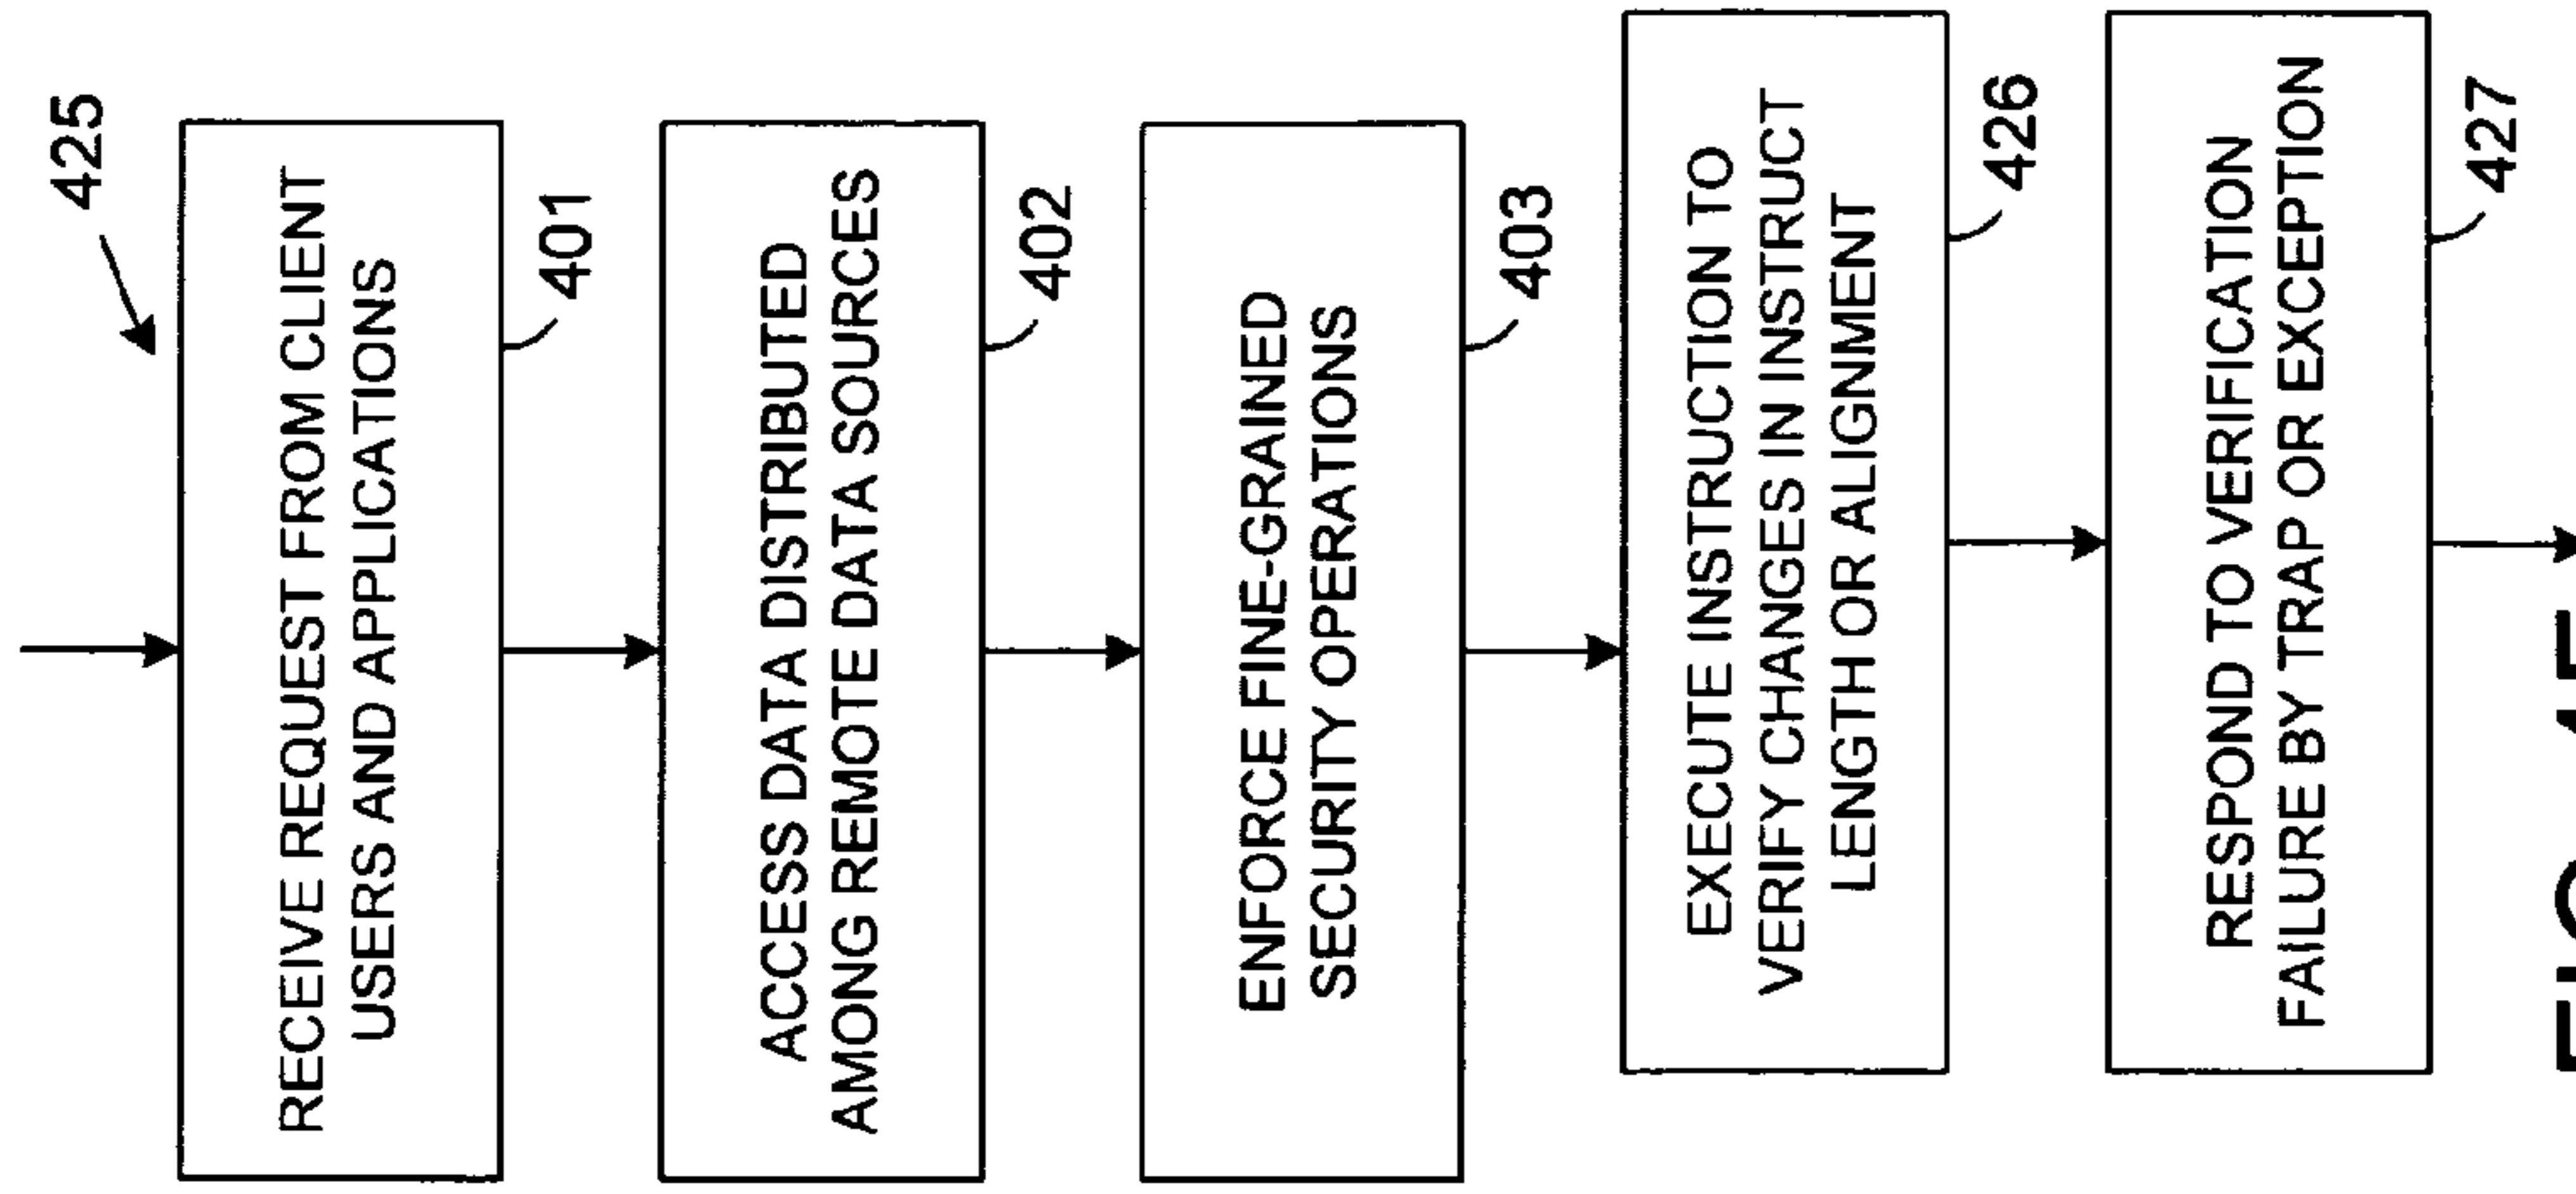 425
RECEIVE REQUEST FROM CLIENT
USERS AND APPLICATIONS
401
ACCESS DATA DISTRIBUTED
AMONG REMOTE DATA SOURCES
402
ENFORCE FINE-GRAINED
SECURITY OPERATIONS
403
EXECUTE INSTRUCTION TO
VERIFY CHANGES IN INSTRUCT
LENGTH OR ALIGNMENT
426
RESPOND TO VERIFICATION
FAILURE BY TRAP OR EXCEPTION
427